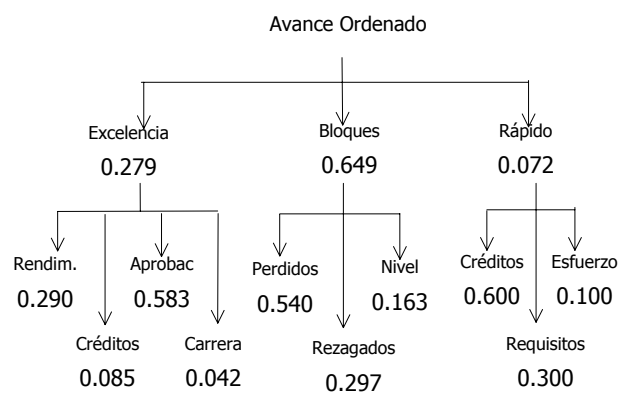 Avance Ordenado
Excelencia Bloques Rápido
0.279 0.649 0.072
Rendim. Aprobac Perdidos Nivel Créditos Esfuerzo
0.290 0.583 0.540 0.163 0.600 0.100
Créditos Carrera Rezagados Requisitos
0.085 0.042 0.297 0.300